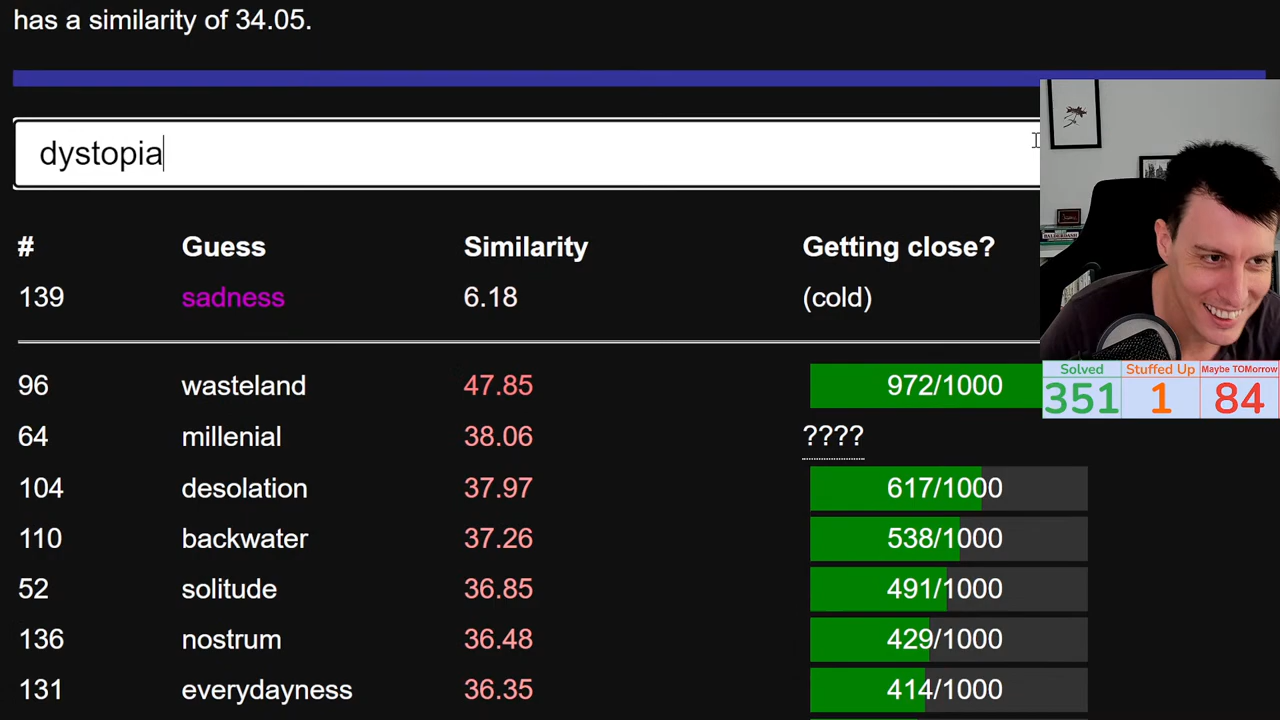 has a similarity of 34.05.
dystopia
# Guess Similarity Getting close?
139 sadness 6.18 (cold)
96 wasteland 47.85 972/1000
64 millenial 38.06 ????
104 desolation 37.97 617/1000
110 backwater 37.26 538/1000
52 solitude 36.85 491/1000
136 nostrum 36.48 429/1000
131 everydayness 36.35 414/1000
Solved Stuffed Up Maybe TOMorrow
351 1 84